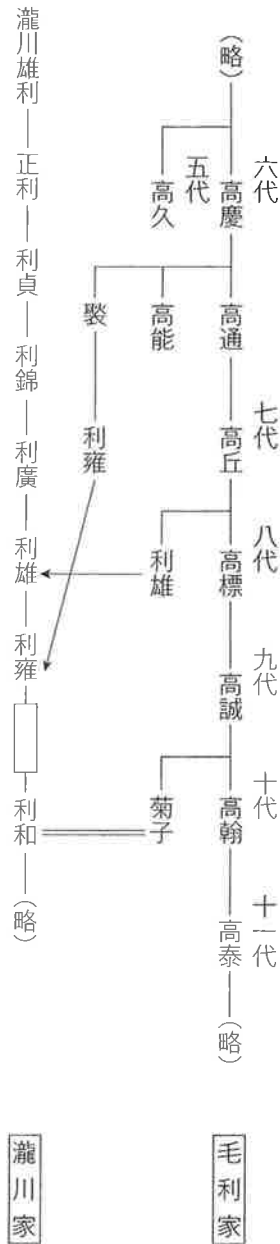 六代
七代
八代
九代
十代
十一代
(略)
高慶
高通
高丘
高標
高誠
高翰
高泰
(略)
毛利家
五代
高久
高能
利雄
菊子
褧
利雍
瀧川雄利
正利
利貞
利錦
利廣
利雄
利雍
利和
(略)
瀧川家